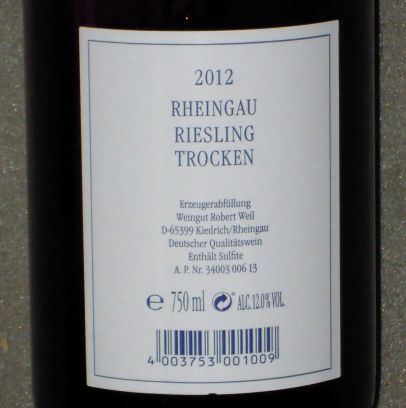 2012
RHEINGAU
RIESLING
TROCKEN
Erzeugerabfüllung
Weingut Robert Weil
D-65399 Kiedrich/Rheingau
Deutscher Qualitätswein
Enthält Sulfite
A. P. Nr. 34003 006 13
℮ 750 ml ALC. 12.0% VOL.
4 003753 001009